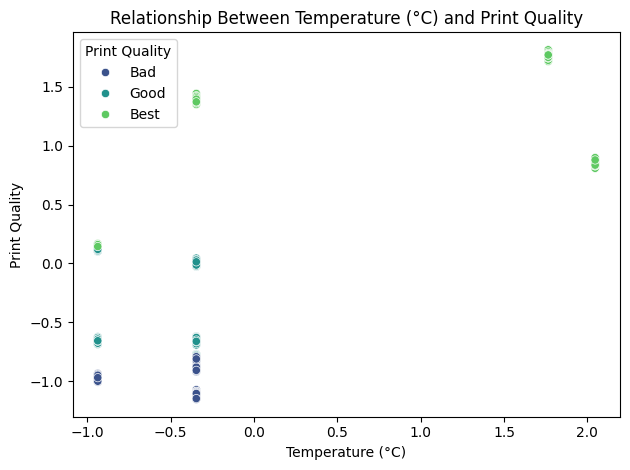 Relationship Between Temperature (°C) and Print Quality
Print Quality
Bad
Good
Best
Print Quality
1.5
1.0
0.5
0.0
−0.5
−1.0
−1.0
−0.5
0.0
0.5
1.0
1.5
2.0
Temperature (°C)